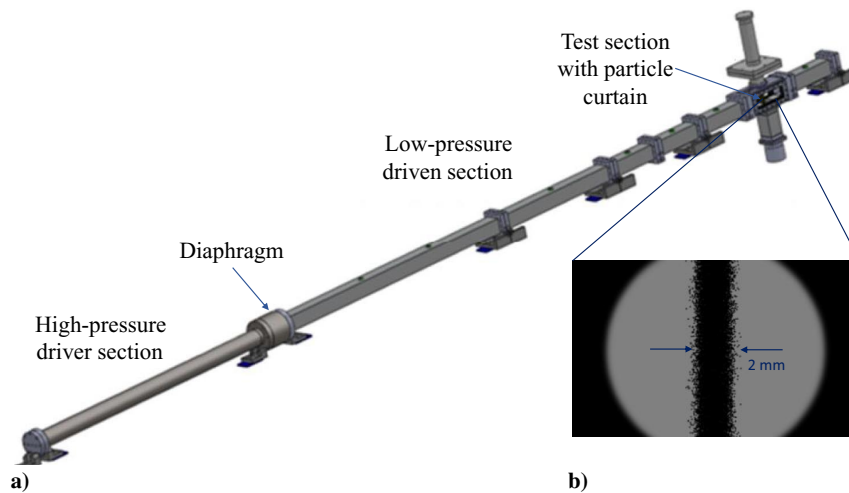 Test section
with particle
curtain
Low-pressure
driven section
Diaphragm
High-pressure
driver section
2 mm
a)
b)